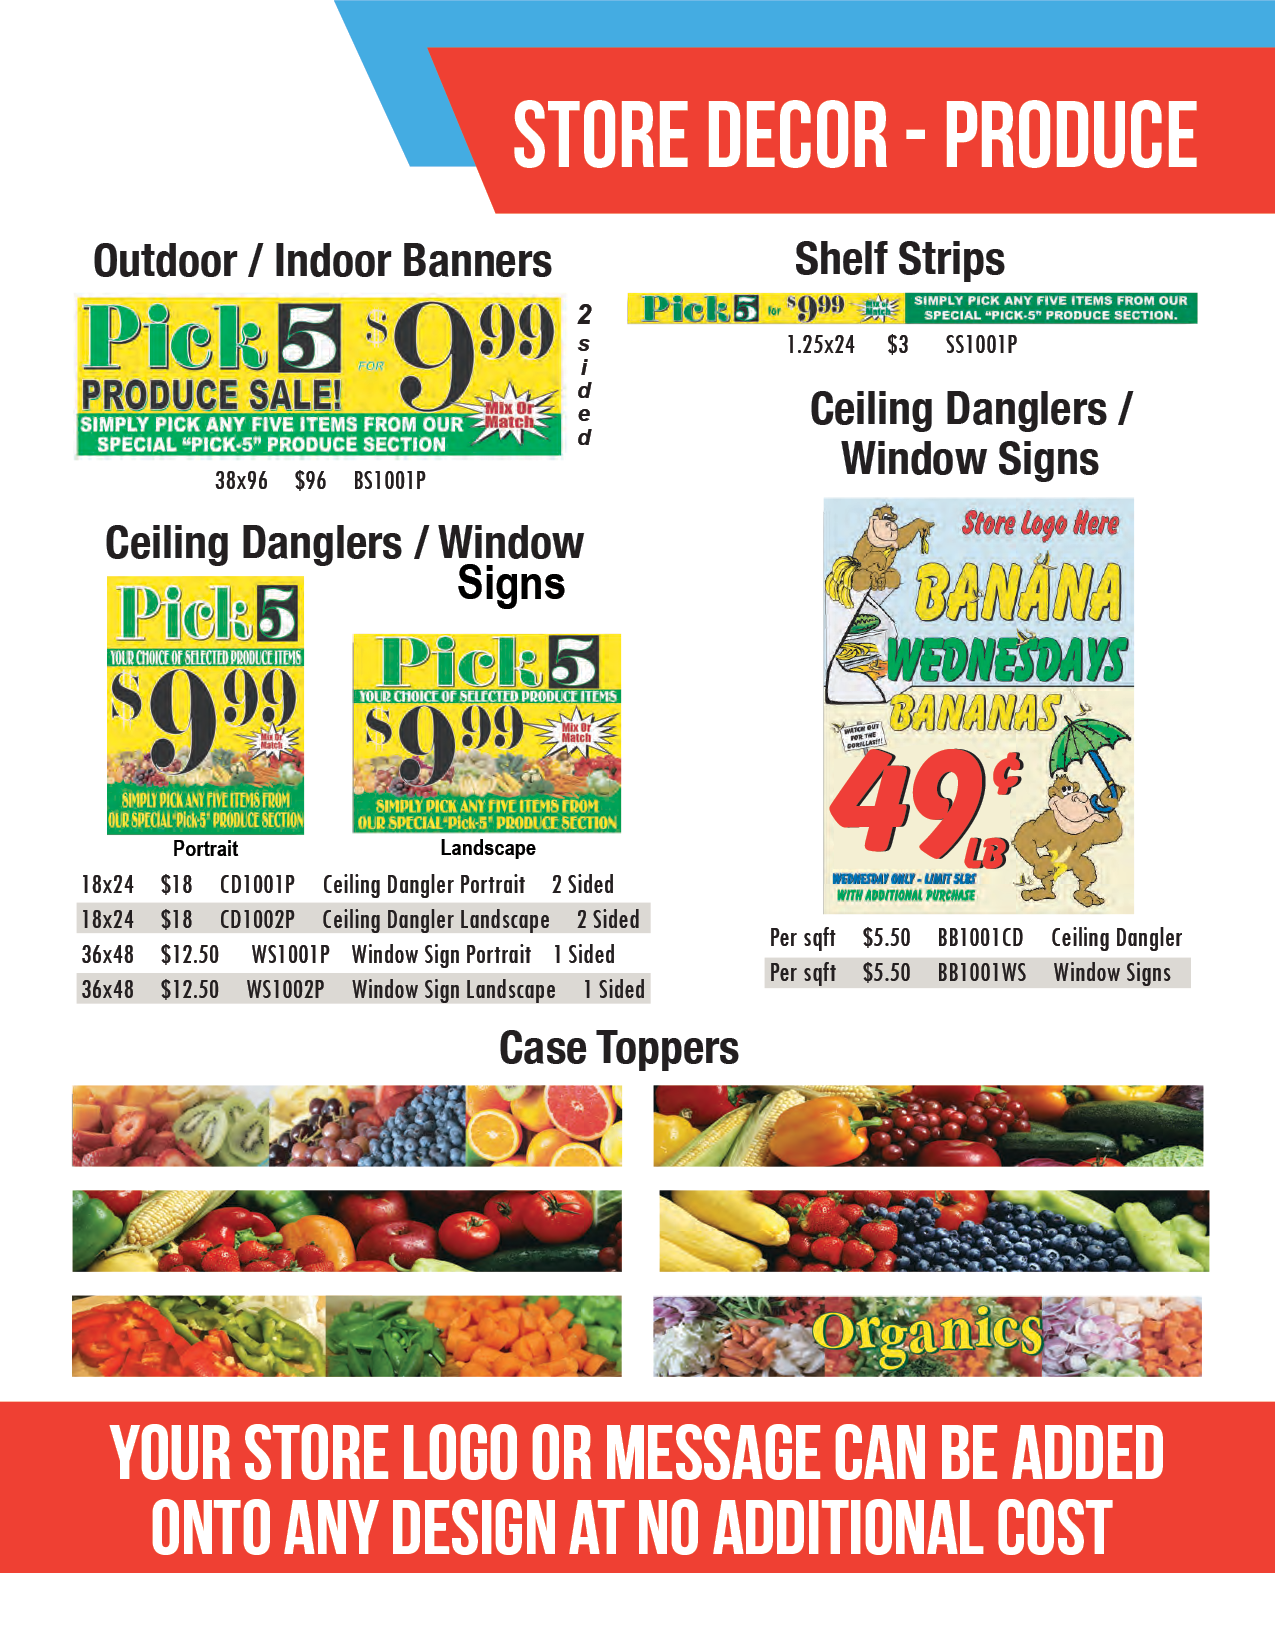 STORE DECOR - PRODUCE
Outdoor / Indoor Banners
Pick 5 FOR $9.99
PRODUCE SALE!
Mix Or
Match
SIMPLY PICK ANY FIVE ITEMS FROM OUR
SPECIAL “PICK-5” PRODUCE SECTION
2 sided
38x96 $96 BS1001P
Shelf Strips
Pick 5 for $9.99 Mix or Match
SIMPLY PICK ANY FIVE ITEMS FROM OUR
SPECIAL “PICK-5” PRODUCE SECTION.
1.25x24 $3 SS1001P
Ceiling Danglers / Window
Signs
Pick 5
YOUR CHOICE OF SELECTED PRODUCE ITEMS
$9.99
Mix Or
Match
SIMPLY PICK ANY FIVE ITEMS FROM
OUR SPECIAL "Pick-5" PRODUCE SECTION
Portrait
Pick 5
YOUR CHOICE OF SELECTED PRODUCE ITEMS
$9.99
Mix Or
Match
SIMPLY PICK ANY FIVE ITEMS FROM
OUR SPECIAL "Pick-5" PRODUCE SECTION
Landscape
18x24 $18 CD1001P Ceiling Dangler Portrait 2 Sided
18x24 $18 CD1002P Ceiling Dangler Landscape 2 Sided
36x48 $12.50 WS1001P Window Sign Portrait 1 Sided
36x48 $12.50 WS1002P Window Sign Landscape 1 Sided
Ceiling Danglers /
Window Signs
Store Logo Here
BANANA
WEDNESDAYS
BANANAS
WATCH OUT
FOR THE
GORILLAS!!!
49¢
LB
WEDNESDAY ONLY - LIMIT 5LBS
WITH ADDITIONAL PURCHASE
Per sqft $5.50 BB1001CD Ceiling Dangler
Per sqft $5.50 BB1001WS Window Signs
Case Toppers
Organics
YOUR STORE LOGO OR MESSAGE CAN BE ADDED
ONTO ANY DESIGN AT NO ADDITIONAL COST